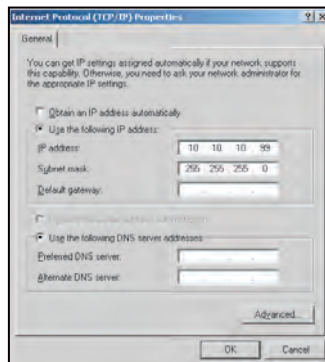 Internet Protocol (TCP/IP) Properties ? X
General
You can get IP settings assigned automatically if your network supports
this capability. Otherwise, you need to ask your network administrator for
the appropriate IP settings.
Obtain an IP address automatically
Use the following IP address:
IP address: 10 . 10 . 10 . 99
Subnet mask: 255 . 255 . 255 . 0
Default gateway: . . .
Use the following DNS server addresses:
Preferred DNS server: . . .
Alternate DNS server: . . .
Advanced...
OK Cancel